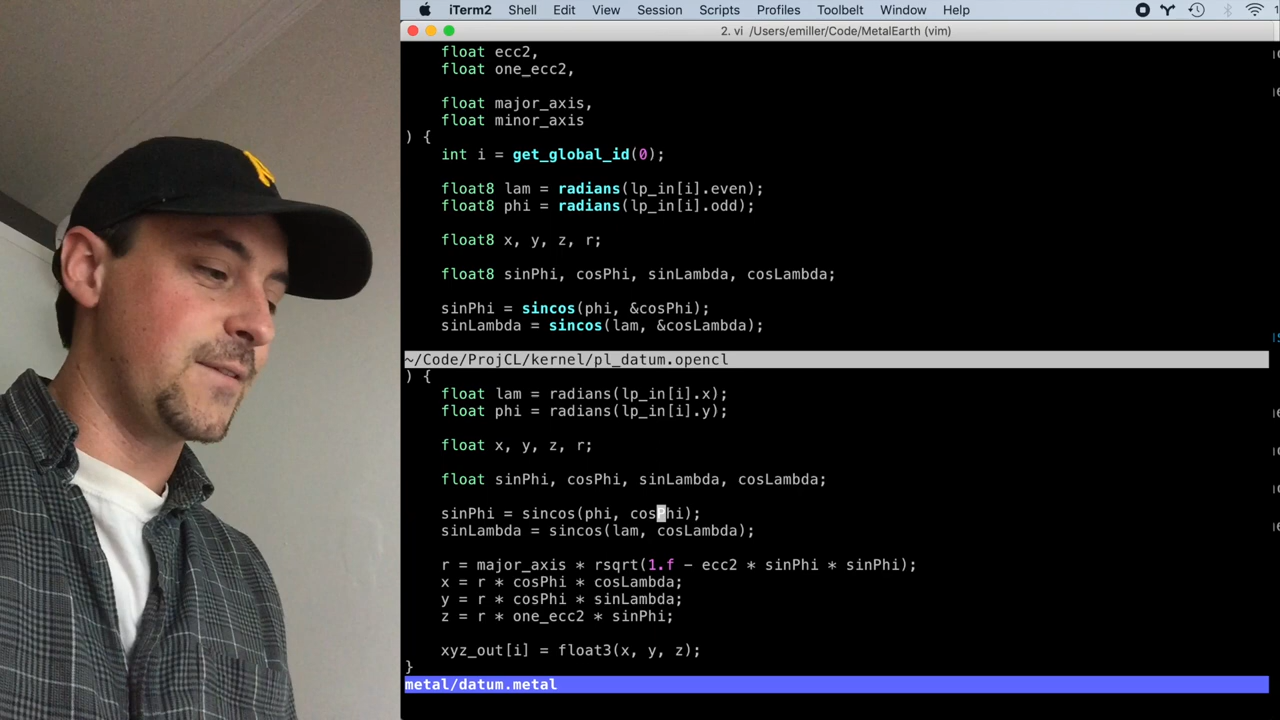 iTerm2 Shell Edit View Session Scripts Profiles Toolbelt Window Help
2. vi /Users/emiller/Code/MetalEarth (vim)
float ecc2,
float one_ecc2,
float major_axis,
float minor_axis
) {
int i = get_global_id(0);
float8 lam = radians(lp_in[i].even);
float8 phi = radians(lp_in[i].odd);
float8 x, y, z, r;
float8 sinPhi, cosPhi, sinLambda, cosLambda;
sinPhi = sincos(phi, &cosPhi);
sinLambda = sincos(lam, &cosLambda);
~/Code/ProjCL/kernel/pl_datum.opencl
) {
float lam = radians(lp_in[i].x);
float phi = radians(lp_in[i].y);
float x, y, z, r;
float sinPhi, cosPhi, sinLambda, cosLambda;
sinPhi = sincos(phi, cosPhi);
sinLambda = sincos(lam, cosLambda);
r = major_axis * rsqrt(1.f - ecc2 * sinPhi * sinPhi);
x = r * cosPhi * cosLambda;
y = r * cosPhi * sinLambda;
z = r * one_ecc2 * sinPhi;
xyz_out[i] = float3(x, y, z);
}
metal/datum.metal